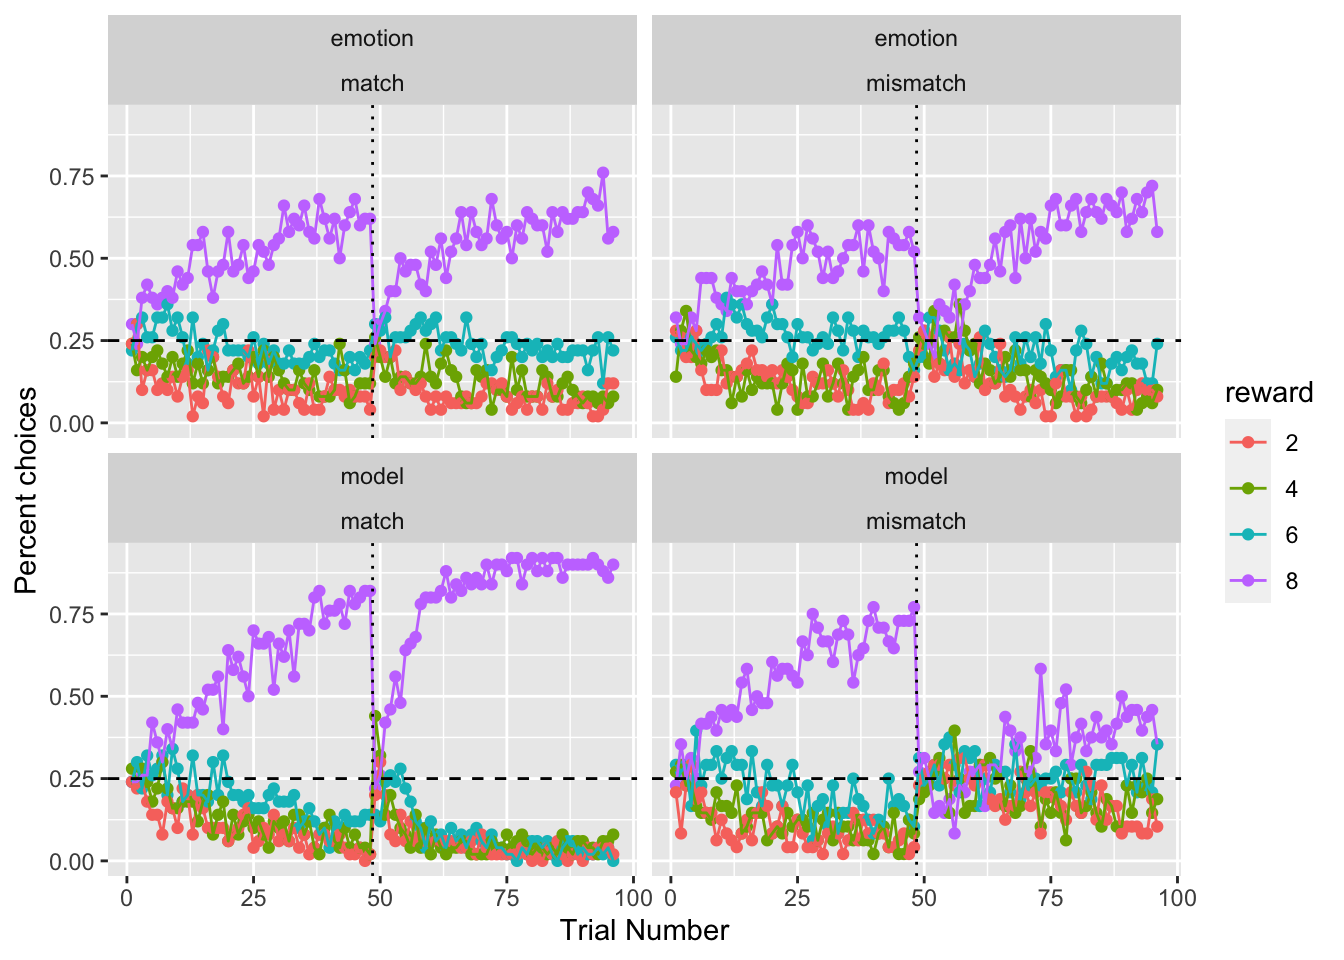 emotion
match
emotion
mismatch
0.75
0.50
0.25
0.00
model
match
model
mismatch
0.75
0.50
0.25
0.00
0 25 50 75 100
0 25 50 75 100
Trial Number
Percent choices
reward
2
4
6
8